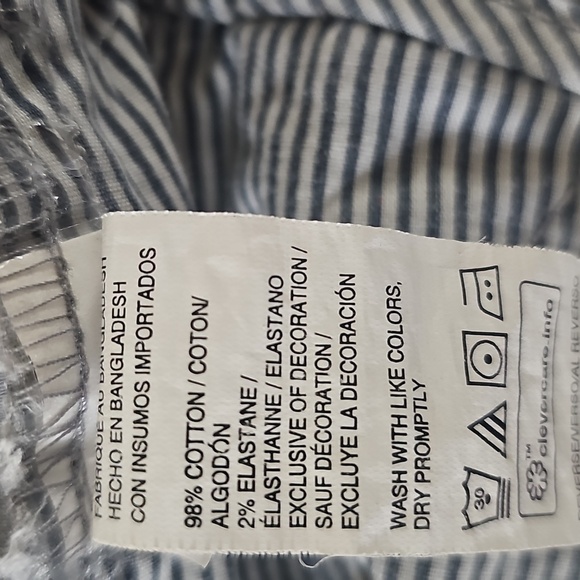 FABRIQUÉ AU BANGLADESH
HECHO EN BANGLADESH
CON INSUMOS IMPORTADOS
98% COTTON / COTON/
ALGODÓN
2% ELASTANE /
ÉLASTHANNE / ELASTANO
EXCLUSIVE OF DECORATION /
SAUF DÉCORATION /
EXCLUYE LA DECORACIÓN
WASH WITH LIKE COLORS,
DRY PROMPTLY
30
TM clevercare.info